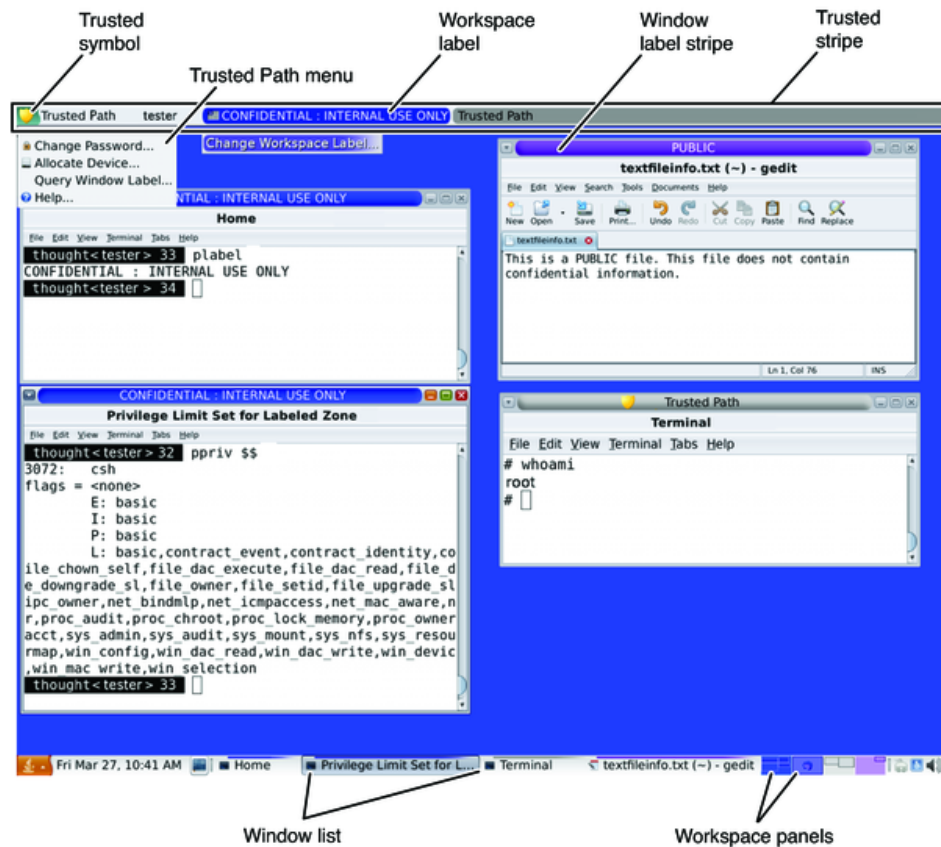 Trusted
symbol
Workspace
label
Window
label stripe
Trusted
stripe
Trusted Path menu
Trusted Path tester CONFIDENTIAL : INTERNAL USE ONLY Trusted Path
Change Workspace Label...
Change Password...
Allocate Device...
Query Window Label...
Help...
NTIAL : INTERNAL USE ONLY
Home
File Edit View Terminal Tabs Help
thought<tester> 33 plabel
CONFIDENTIAL : INTERNAL USE ONLY
thought<tester> 34
PUBLIC
textfileinfo.txt (~) - gedit
File Edit View Search Tools Documents Help
New Open Save Print... Undo Redo Cut Copy Paste Find Replace
textfileinfo.txt
This is a PUBLIC file. This file does not contain
confidential information.
Ln 1, Col 76 INS
CONFIDENTIAL : INTERNAL USE ONLY
Privilege Limit Set for Labeled Zone
File Edit View Terminal Tabs Help
thought<tester> 32 ppriv $$
3072: csh
flags = <none>
E: basic
I: basic
P: basic
L: basic,contract_event,contract_identity,co
ile_chown_self,file_dac_execute,file_dac_read,file_d
e_downgrade_sl,file_owner,file_setid,file_upgrade_sl
ipc_owner,net_bindmlp,net_icmpaccess,net_mac_aware,n
r,proc_audit,proc_chroot,proc_lock_memory,proc_owner
acct,sys_admin,sys_audit,sys_mount,sys_nfs,sys_resou
rmap,win_config,win_dac_read,win_dac_write,win_devic
,win_mac_write,win_selection
thought<tester> 33
Trusted Path
Terminal
File Edit View Terminal Tabs Help
# whoami
root
#
Fri Mar 27, 10:41 AM Home Privilege Limit Set for L... Terminal textfileinfo.txt (~) - gedit
Window list
Workspace panels